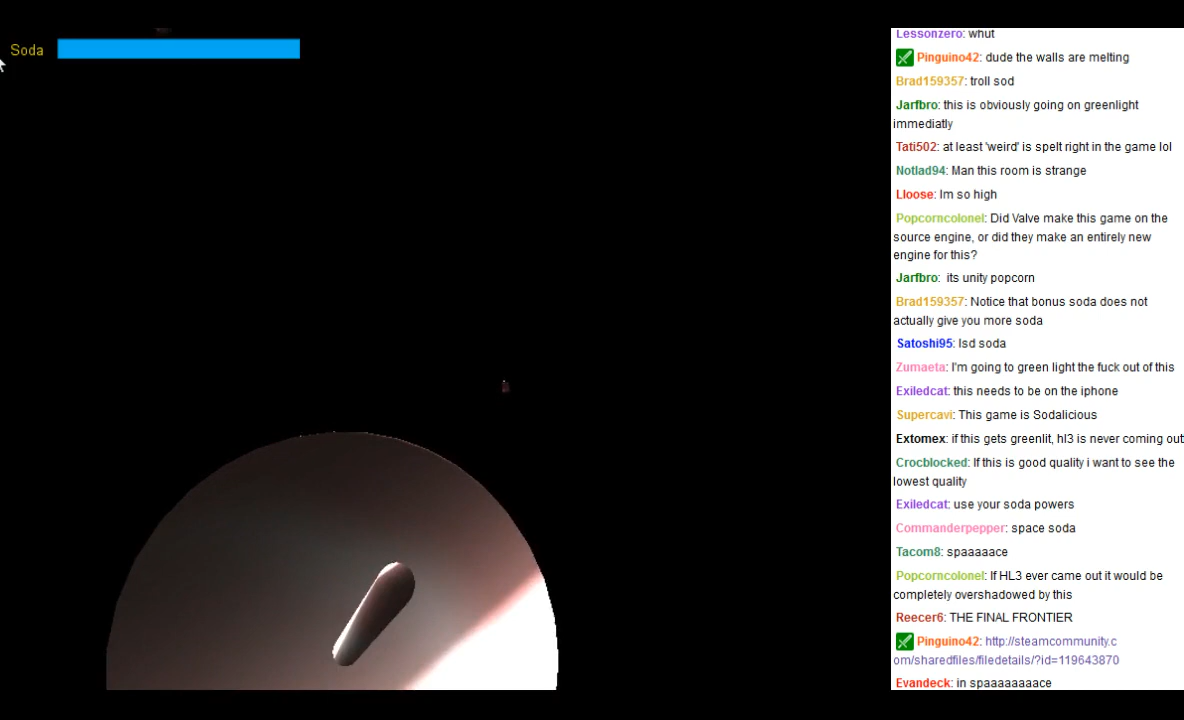 Soda
Lessonzero: whut
Pinguino42: dude the walls are melting
Brad159357: troll sod
Jarfbro: this is obviously going on greenlight
immediatly
Tati502: at least 'weird' is spelt right in the game lol
Notlad94: Man this room is strange
Lloose: Im so high
Popcorncolonel: Did Valve make this game on the
source engine, or did they make an entirely new
engine for this?
Jarfbro: its unity popcorn
Brad159357: Notice that bonus soda does not
actually give you more soda
Satoshi95: lsd soda
Zumaeta: I'm going to green light the fuck out of this
Exiledcat: this needs to be on the iphone
Supercavi: This game is Sodalicious
Extomex: if this gets greenlit, hl3 is never coming out
Crocblocked: If this is good quality i want to see the
lowest quality
Exiledcat: use your soda powers
Commanderpepper: space soda
Tacom8: spaaaaace
Popcorncolonel: If HL3 ever came out it would be
completely overshadowed by this
Reecer6: THE FINAL FRONTIER
Pinguino42: http://steamcommunity.c
om/sharedfiles/filedetails/?id=119643870
Evandeck: in spaaaaaaaace